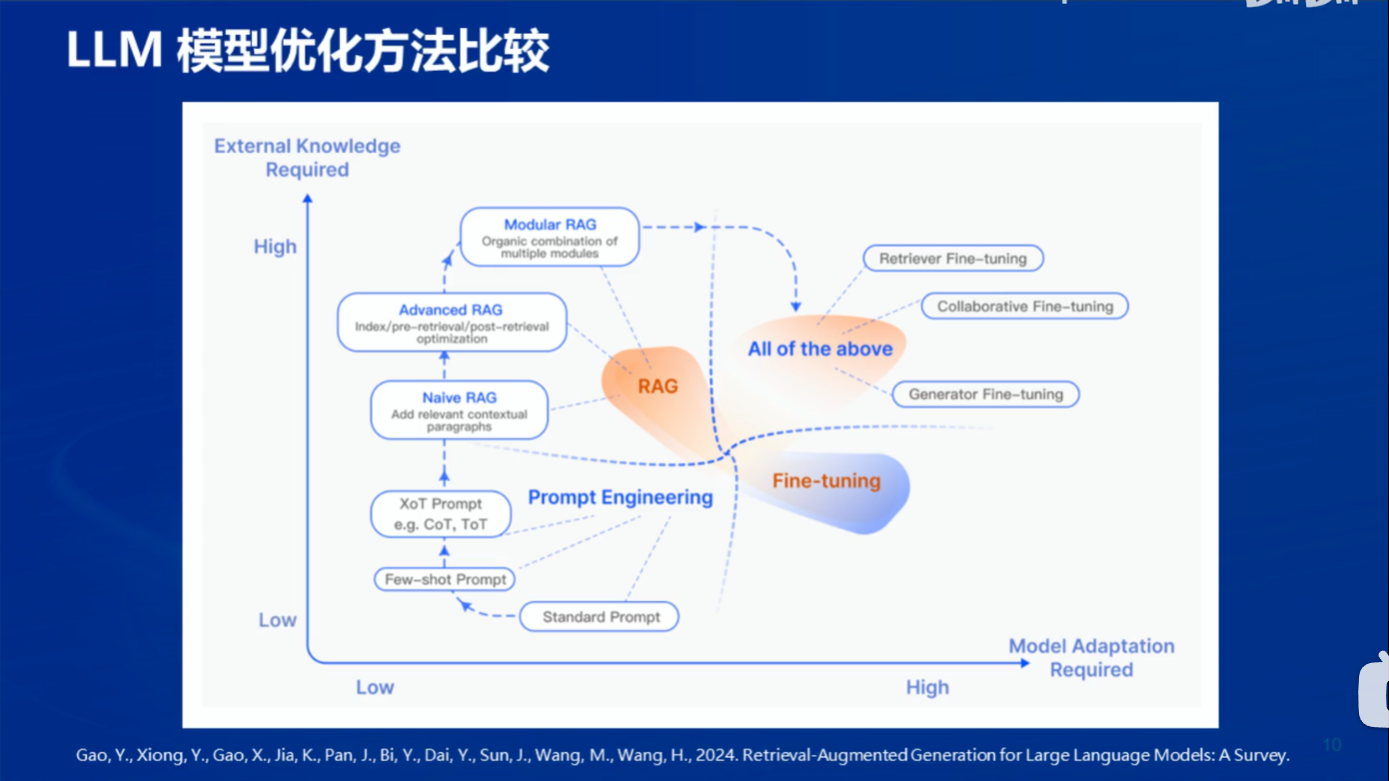 LLM 模型优化方法比较
External Knowledge
Required
High
Low
Modular RAG
Organic combination of
multiple modules
Advanced RAG
Index/pre-retrieval/post-retrieval
optimization
Naive RAG
Add relevant contextual
paragraphs
XoT Prompt
e.g. CoT, ToT
Few-shot Prompt
Standard Prompt
RAG
Prompt Engineering
All of the above
Retriever Fine-tuning
Collaborative Fine-tuning
Generator Fine-tuning
Fine-tuning
Model Adaptation
Required
Low
High
Gao, Y., Xiong, Y., Gao, X., Jia, K., Pan, J., Bi, Y., Dai, Y., Sun, J., Wang, M., Wang, H., 2024. Retrieval-Augmented Generation for Large Language Models: A Survey.
10